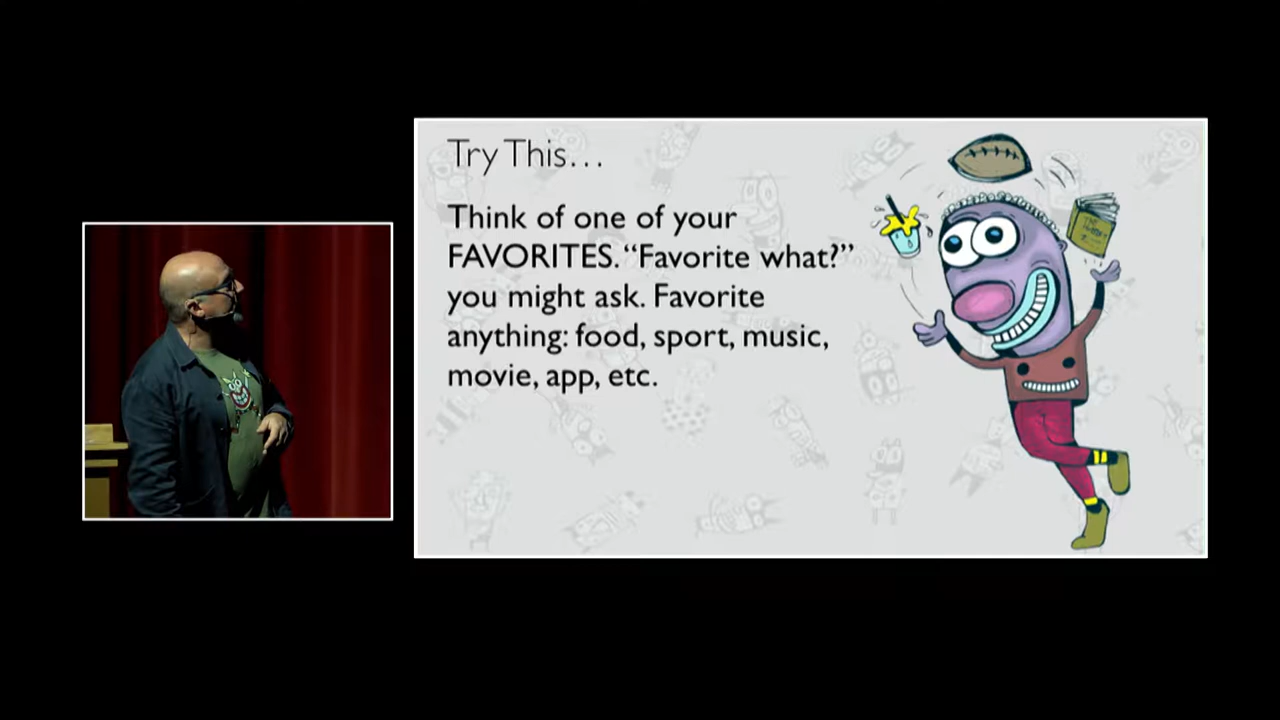 Try This…
Think of one of your
FAVORITES. “Favorite what?”
you might ask. Favorite
anything: food, sport, music,
movie, app, etc.